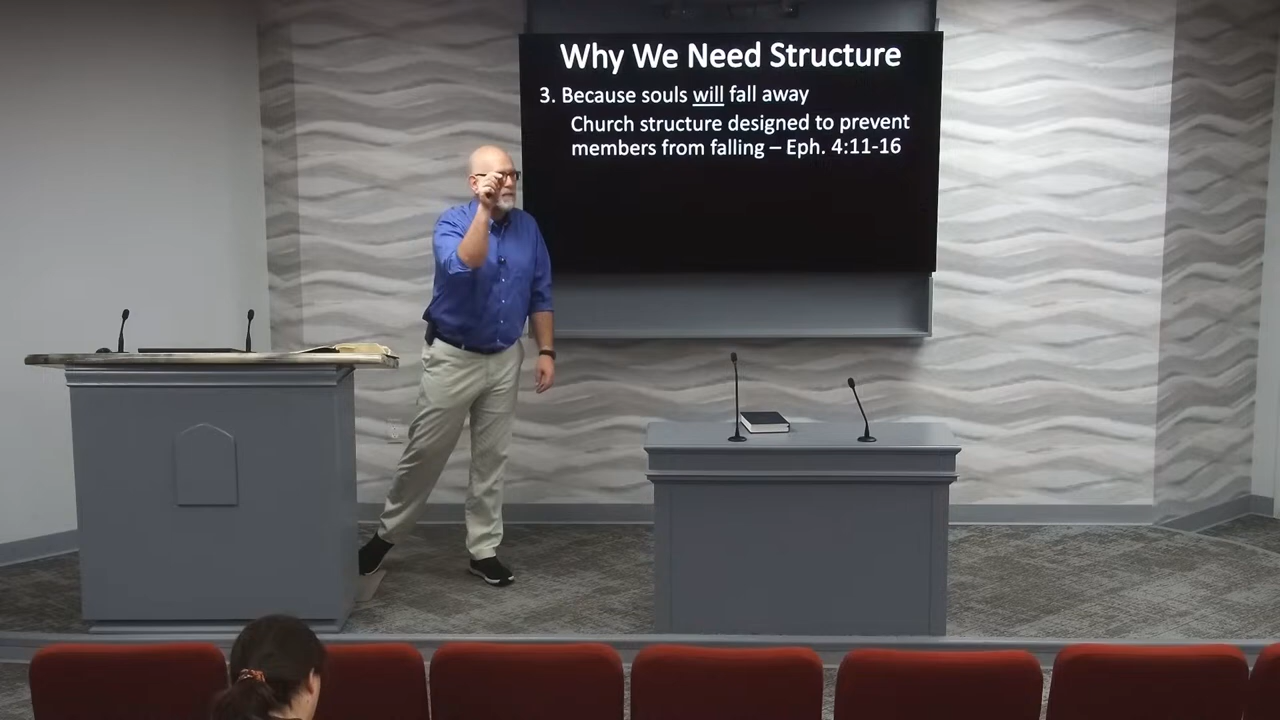 Why We Need Structure
3. Because souls will fall away
Church structure designed to prevent
members from falling – Eph. 4:11-16